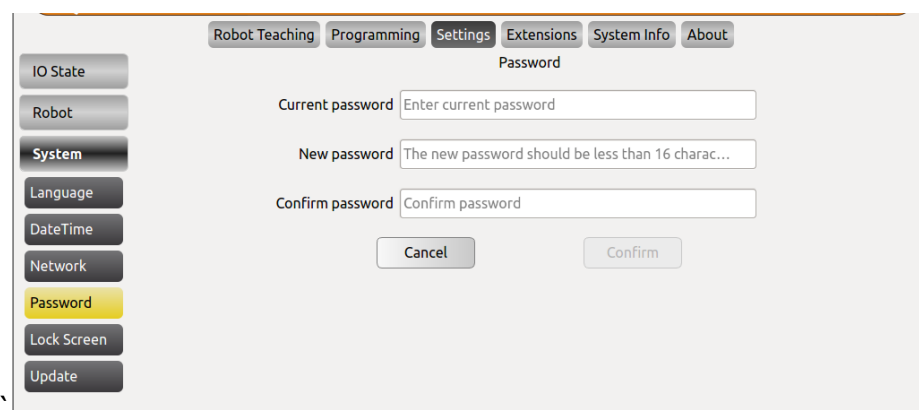 Robot Teaching Programming Settings Extensions System Info About
Password
IO State
Robot
System
Language
DateTime
Network
Password
Lock Screen
Update
Current password Enter current password
New password The new password should be less than 16 charac...
Confirm password Confirm password
Cancel Confirm
`